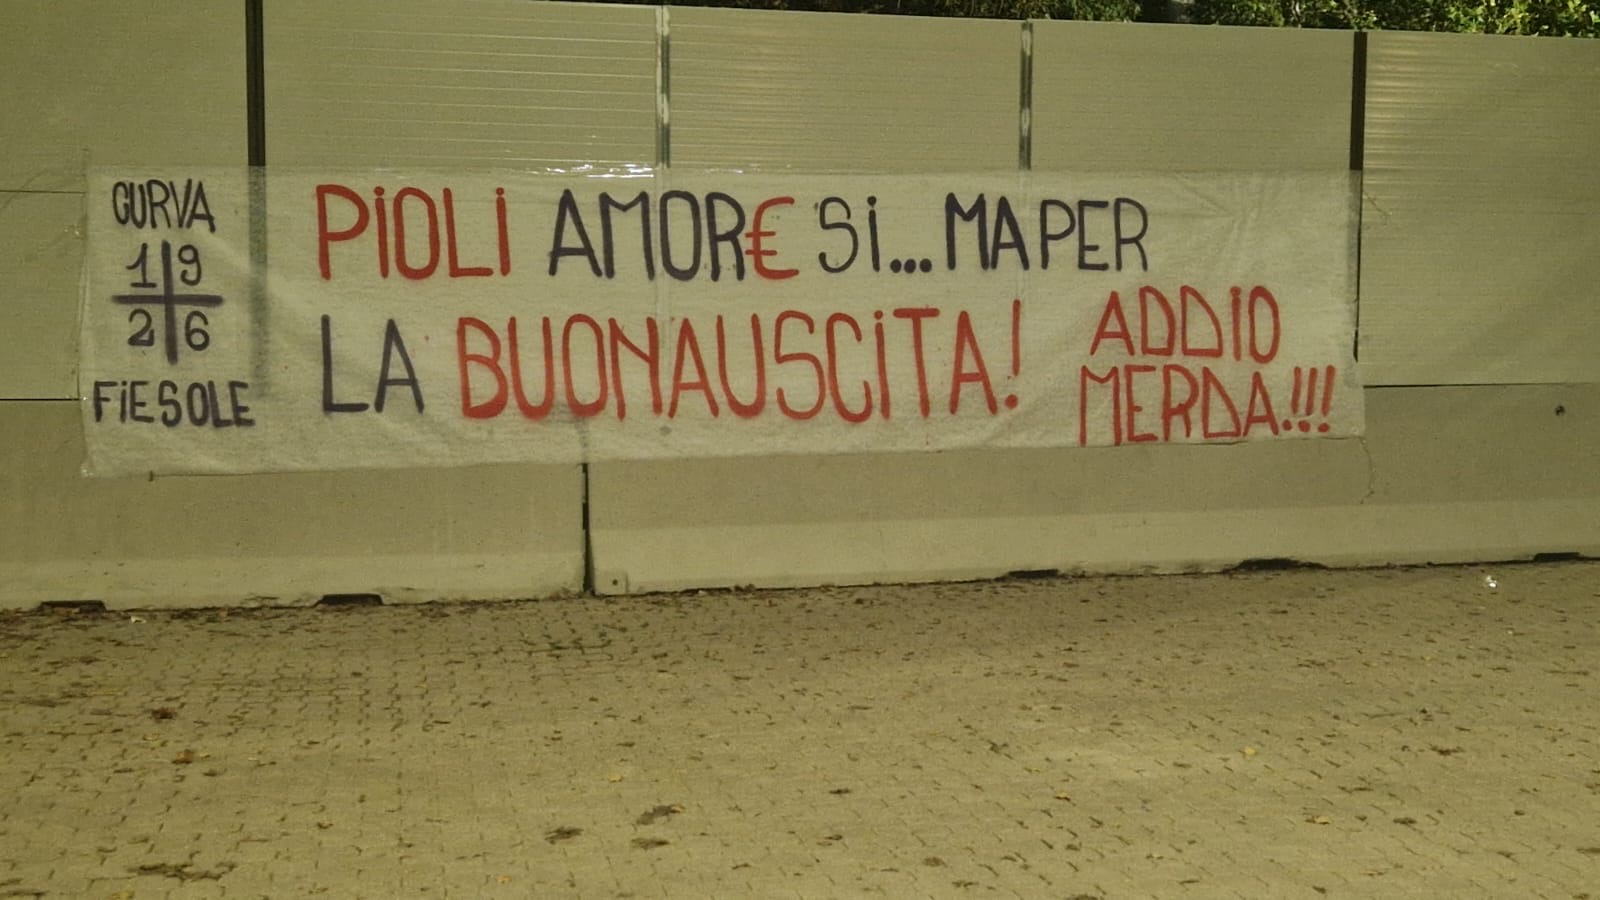 CURVA
19
26
FiESOLE
PiOLi AMOR€ Si...MA PER
LA BUONAUSCiTA!
ADDIO
MERDA!!!